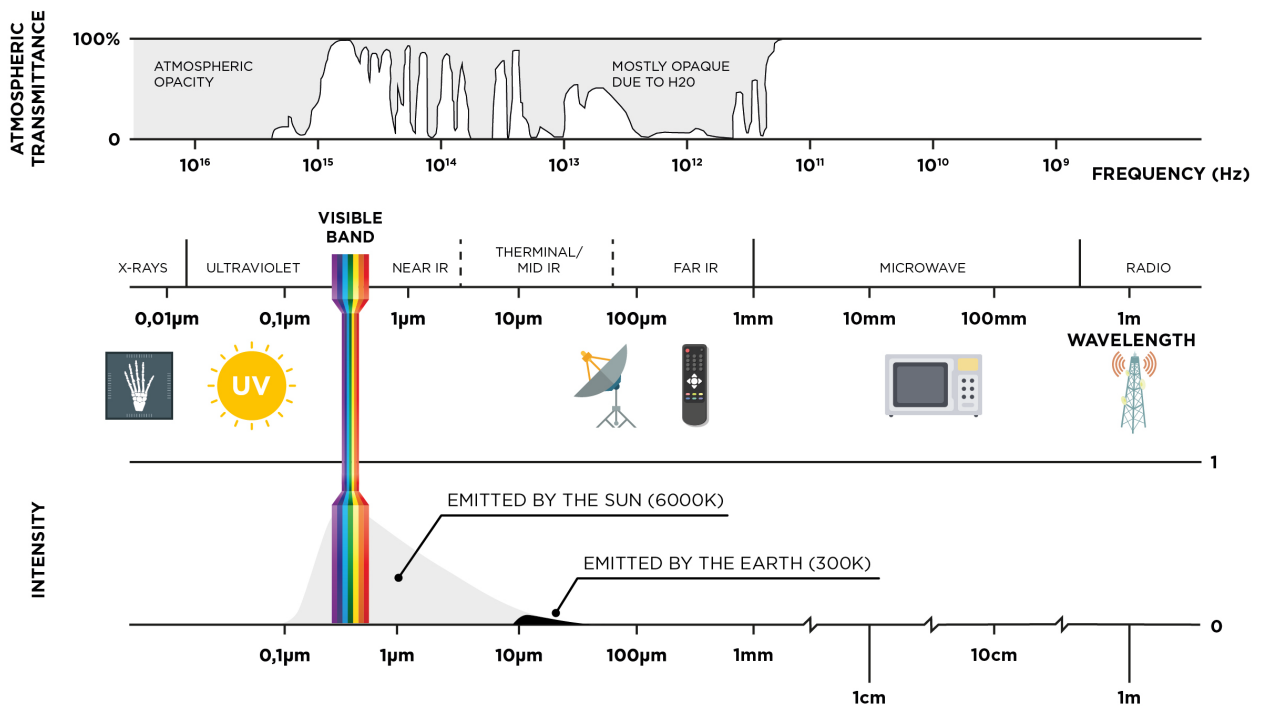 ATMOSPHERIC
TRANSMITTANCE
100%
0
ATMOSPHERIC
OPACITY
MOSTLY OPAQUE
DUE TO H20
10¹⁶
10¹⁵
10¹⁴
10¹³
10¹²
10¹¹
10¹⁰
10⁹
FREQUENCY (Hz)
VISIBLE
BAND
X-RAYS
ULTRAVIOLET
NEAR IR
THERMINAL/
MID IR
FAR IR
MICROWAVE
RADIO
0,01µm
0,1µm
1µm
10µm
100µm
1mm
10mm
100mm
1m
WAVELENGTH
UV
1
INTENSITY
EMITTED BY THE SUN (6000K)
EMITTED BY THE EARTH (300K)
0
0,1µm
1µm
10µm
100µm
1mm
1cm
10cm
1m